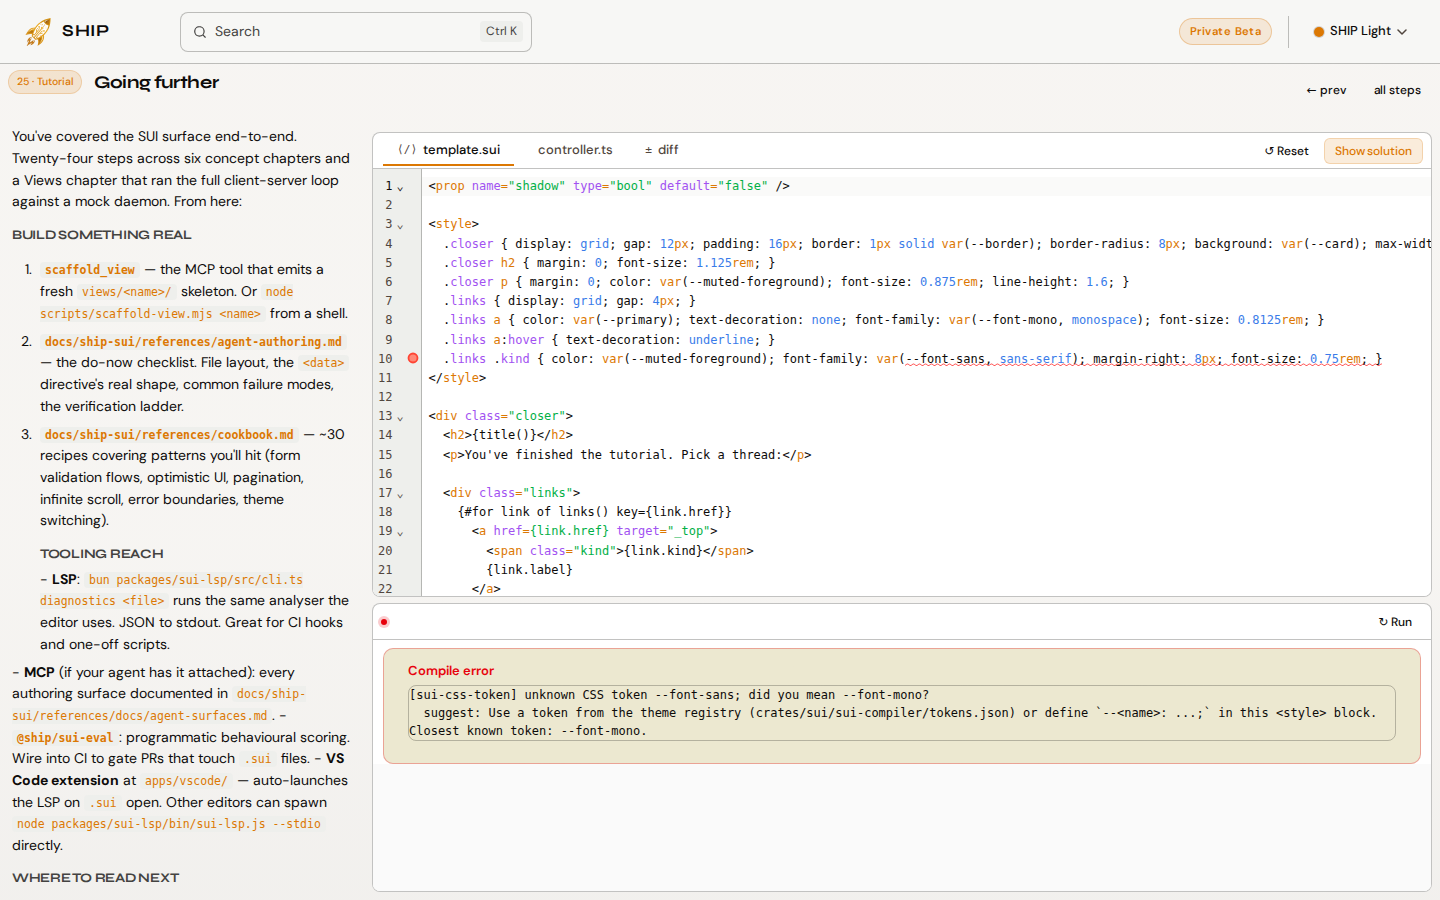 SHIP
Search
Ctrl K
Private Beta
SHIP Light
25 · Tutorial
Going further
← prev
all steps
You've covered the SUI surface end-to-end.
Twenty-four steps across six concept chapters and
a Views chapter that ran the full client-server loop
against a mock daemon. From here:
BUILD SOMETHING REAL
1. scaffold_view — the MCP tool that emits a
fresh views/<name>/ skeleton. Or node
scripts/scaffold-view.mjs <name> from a shell.
2. docs/ship-sui/references/agent-authoring.md
— the do-now checklist. File layout, the <data>
directive's real shape, common failure modes,
the verification ladder.
3. docs/ship-sui/references/cookbook.md — ~30
recipes covering patterns you'll hit (form
validation flows, optimistic UI, pagination,
infinite scroll, error boundaries, theme
switching).
TOOLING REACH
- LSP: bun packages/sui-lsp/src/cli.ts
diagnostics <file> runs the same analyser the
editor uses. JSON to stdout. Great for CI hooks
and one-off scripts.
- MCP (if your agent has it attached): every
authoring surface documented in docs/ship-
sui/references/docs/agent-surfaces.md . -
@ship/sui-eval : programmatic behavioural scoring.
Wire into CI to gate PRs that touch .sui files. - VS
Code extension at apps/vscode/ — auto-launches
the LSP on .sui open. Other editors can spawn
node packages/sui-lsp/bin/sui-lsp.js --stdio
directly.
WHERE TO READ NEXT
⟨/⟩ template.sui
controller.ts
± diff
↺ Reset
Show solution
1 <prop name="shadow" type="bool" default="false" />
2
3 <style>
4 .closer { display: grid; gap: 12px; padding: 16px; border: 1px solid var(--border); border-radius: 8px; background: var(--card); max-widt
5 .closer h2 { margin: 0; font-size: 1.125rem; }
6 .closer p { margin: 0; color: var(--muted-foreground); font-size: 0.875rem; line-height: 1.6; }
7 .links { display: grid; gap: 4px; }
8 .links a { color: var(--primary); text-decoration: none; font-family: var(--font-mono, monospace); font-size: 0.8125rem; }
9 .links a:hover { text-decoration: underline; }
10 .links .kind { color: var(--muted-foreground); font-family: var(--font-sans, sans-serif); margin-right: 8px; font-size: 0.75rem; }
11 </style>
12
13 <div class="closer">
14 <h2>{title()}</h2>
15 <p>You've finished the tutorial. Pick a thread:</p>
16
17 <div class="links">
18 {#for link of links() key={link.href}}
19 <a href={link.href} target="_top">
20 <span class="kind">{link.kind}</span>
21 {link.label}
22 </a>
↻ Run
Compile error
[sui-css-token] unknown CSS token --font-sans; did you mean --font-mono?
suggest: Use a token from the theme registry (crates/sui/sui-compiler/tokens.json) or define `--<name>: ...;` in this <style> block.
Closest known token: --font-mono.